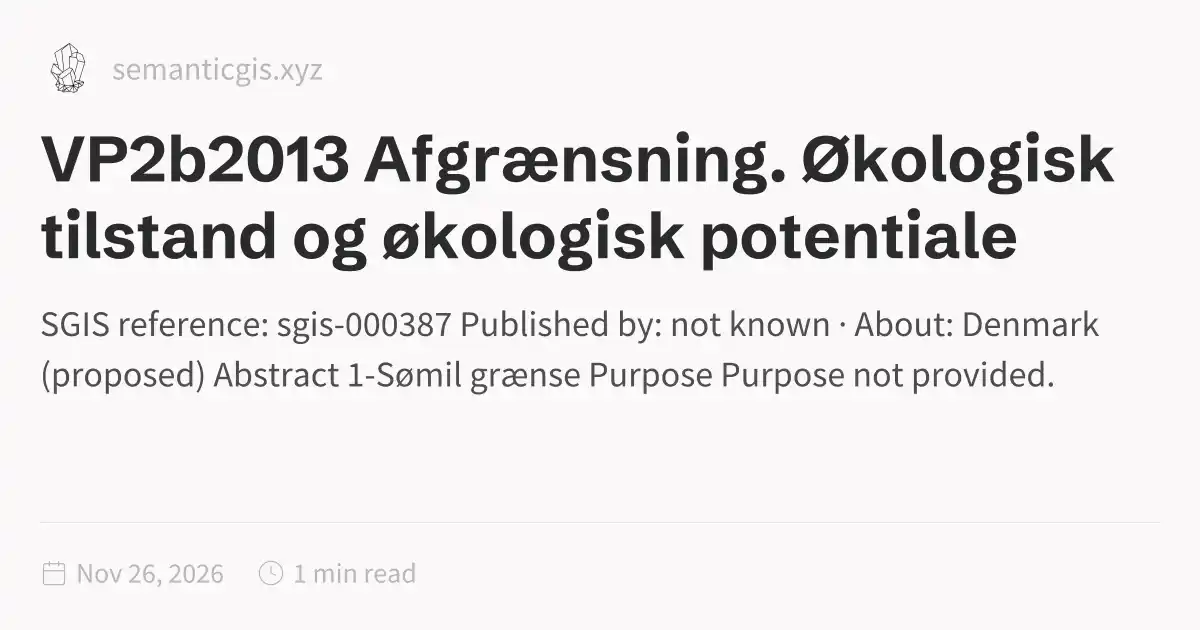 semanticgis.xyz
VP2b2013 Afgrænsning. Økologisk
tilstand og økologisk potentiale
SGIS reference: sgis-000387 Published by: not known · About: Denmark
(proposed) Abstract 1-Sømil grænse Purpose Purpose not provided.
Nov 26, 2026 1 min read